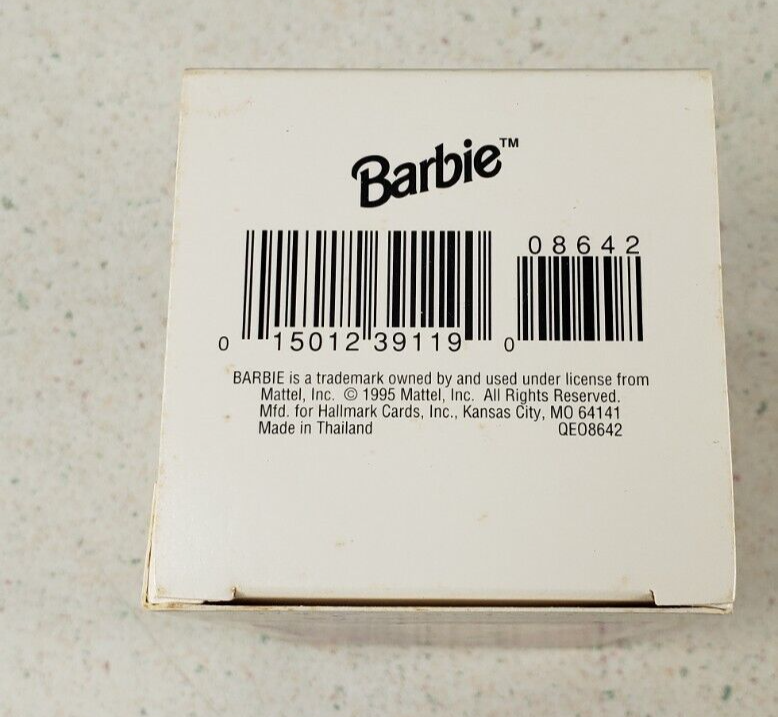 Barbie™
08642
0 15012 39119 0
BARBIE is a trademark owned by and used under license from
Mattel, Inc. © 1995 Mattel, Inc. All Rights Reserved.
Mfd. for Hallmark Cards, Inc., Kansas City, MO 64141
Made in Thailand QEO8642